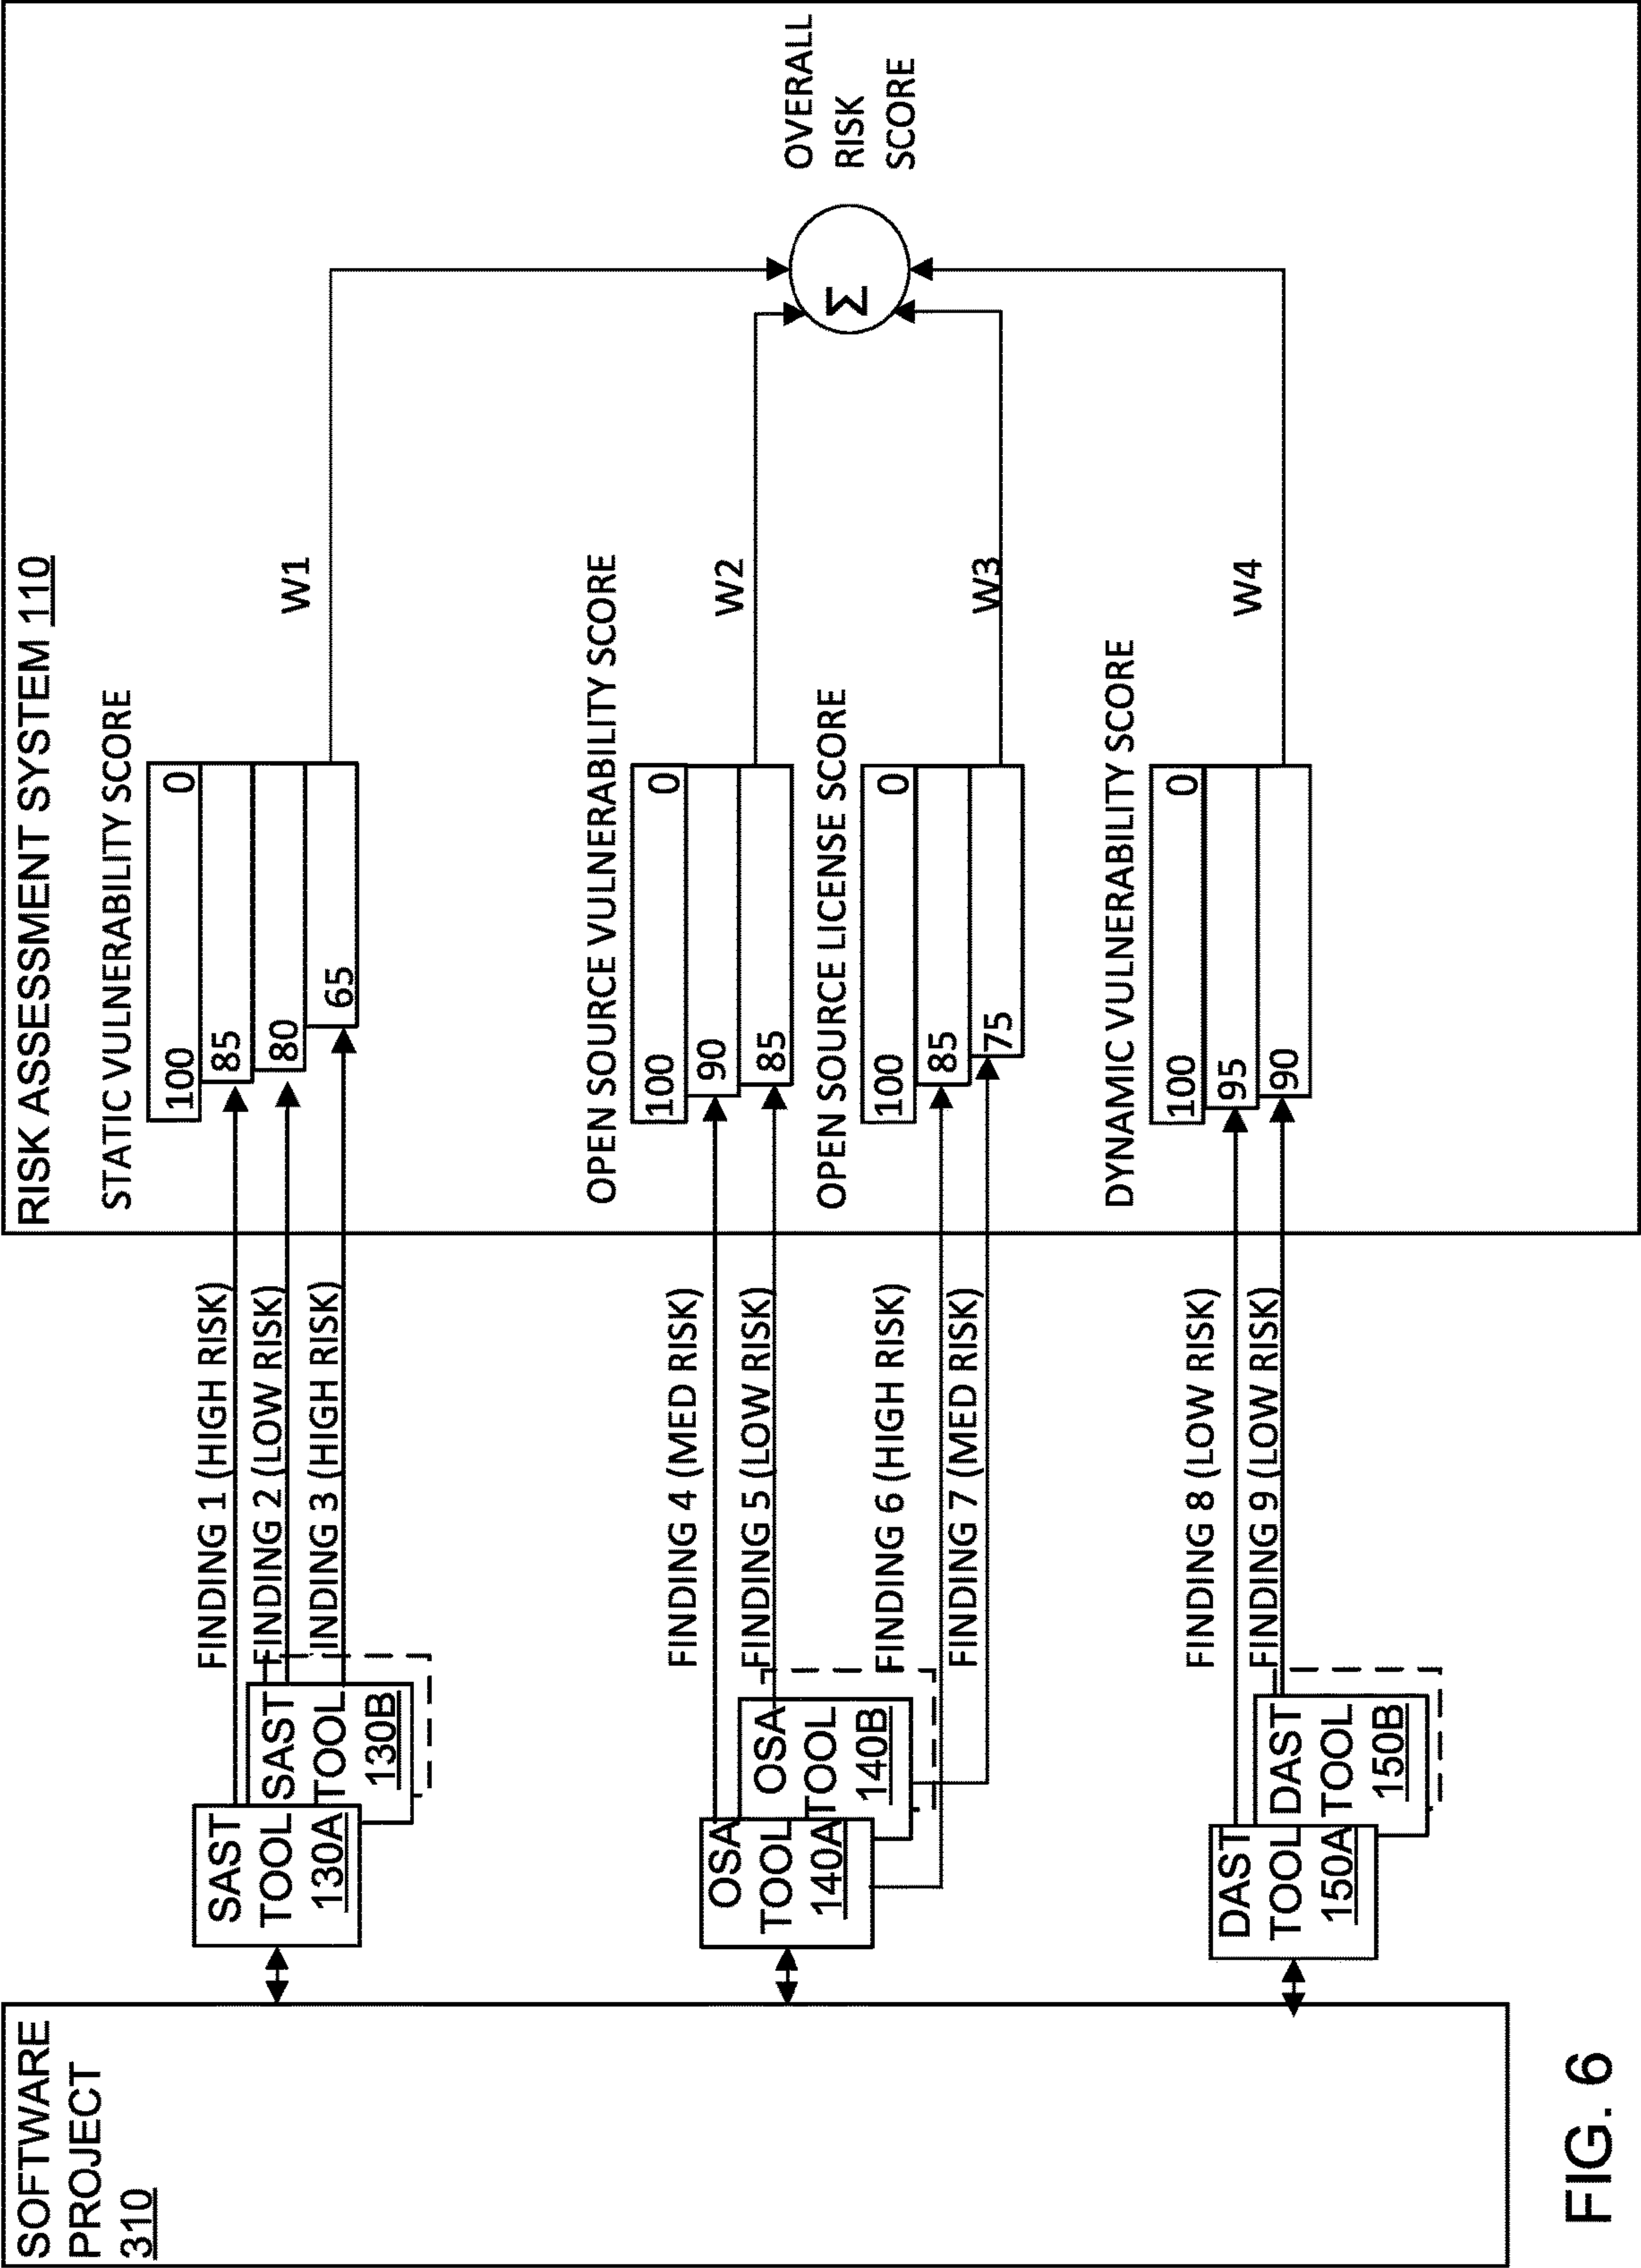 SOFTWARE
PROJECT
310
SAST
TOOL
130A
SAST
TOOL
130B
FINDING 1 (HIGH RISK)
FINDING 2 (LOW RISK)
INDING 3 (HIGH RISK)
OSA
TOOL
140A
OSA
TOOL
140B
FINDING 4 (MED RISK)
FINDING 5 (LOW RISK)
FINDING 6 (HIGH RISK)
FINDING 7 (MED RISK)
DAST
TOOL
150A
DAST
TOOL
150B
FINDING 8 (LOW RISK)
FINDING 9 (LOW RISK)
RISK ASSESSMENT SYSTEM 110
STATIC VULNERABILITY SCORE
100 0
85
80
65
W1
OPEN SOURCE VULNERABILITY SCORE
100 0
90
85
W2
OPEN SOURCE LICENSE SCORE
100 0
85
75
W3
DYNAMIC VULNERABILITY SCORE
100 0
95
90
W4
Σ
OVERALL
RISK
SCORE
FIG. 6